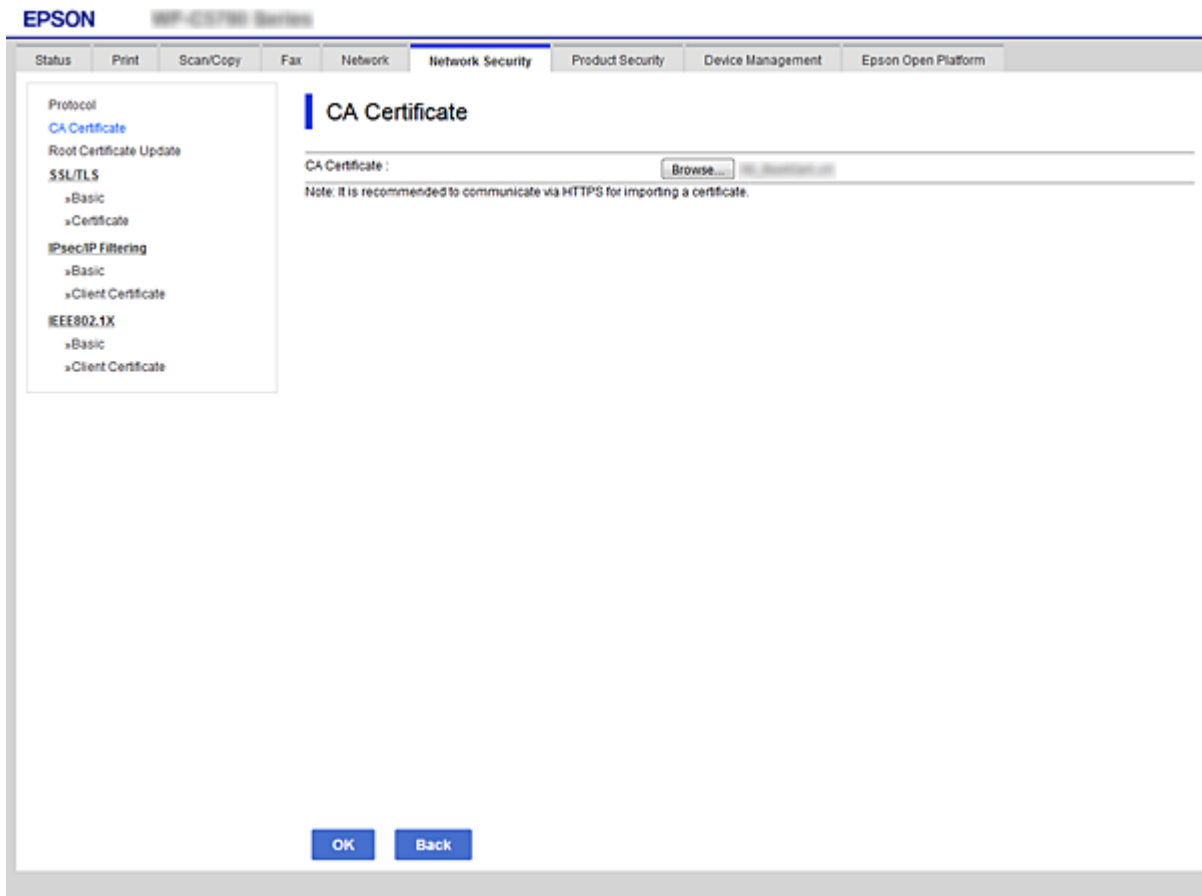 EPSON
Status Print Scan/Copy Fax Network Network Security Product Security Device Management Epson Open Platform
Protocol
CA Certificate
Root Certificate Update
SSL/TLS
»Basic
»Certificate
IPsec/IP Filtering
»Basic
»Client Certificate
IEEE802.1X
»Basic
»Client Certificate
CA Certificate
CA Certificate : Browse...
Note: It is recommended to communicate via HTTPS for importing a certificate.
OK Back